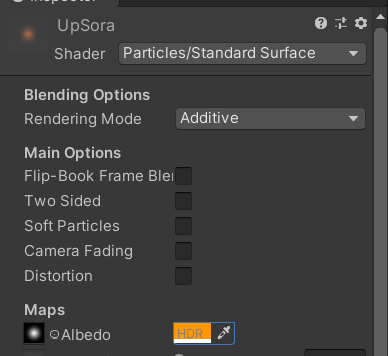 Inspector
UpSora
Shader Particles/Standard Surface
Blending Options
Rendering Mode Additive
Main Options
Flip-Book Frame Ble
Two Sided
Soft Particles
Camera Fading
Distortion
Maps
Albedo HDR